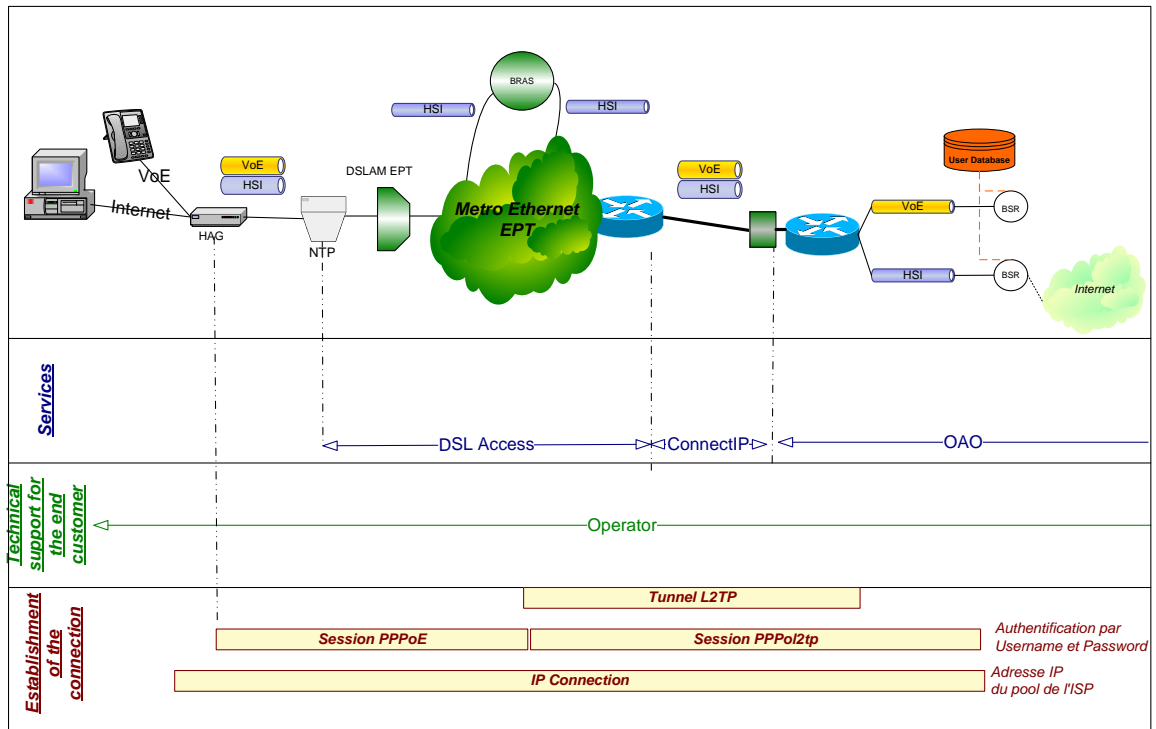 BRAS
HSI
HSI
VoE
HSI
DSLAM EPT
VoE
HSI
User Database
VoE
Internet
HAG
NTP
Metro Ethernet
EPT
VoE
BSR
HSI
BSR
Internet
Services
DSL Access
ConnectIP
OAO
Technical
support for
the end
customer
Operator
Establishment
of the
connection
Tunnel L2TP
Session PPPoE
Session PPPol2tp
Authentification par
Username et Password
IP Connection
Adresse IP
du pool de l'ISP